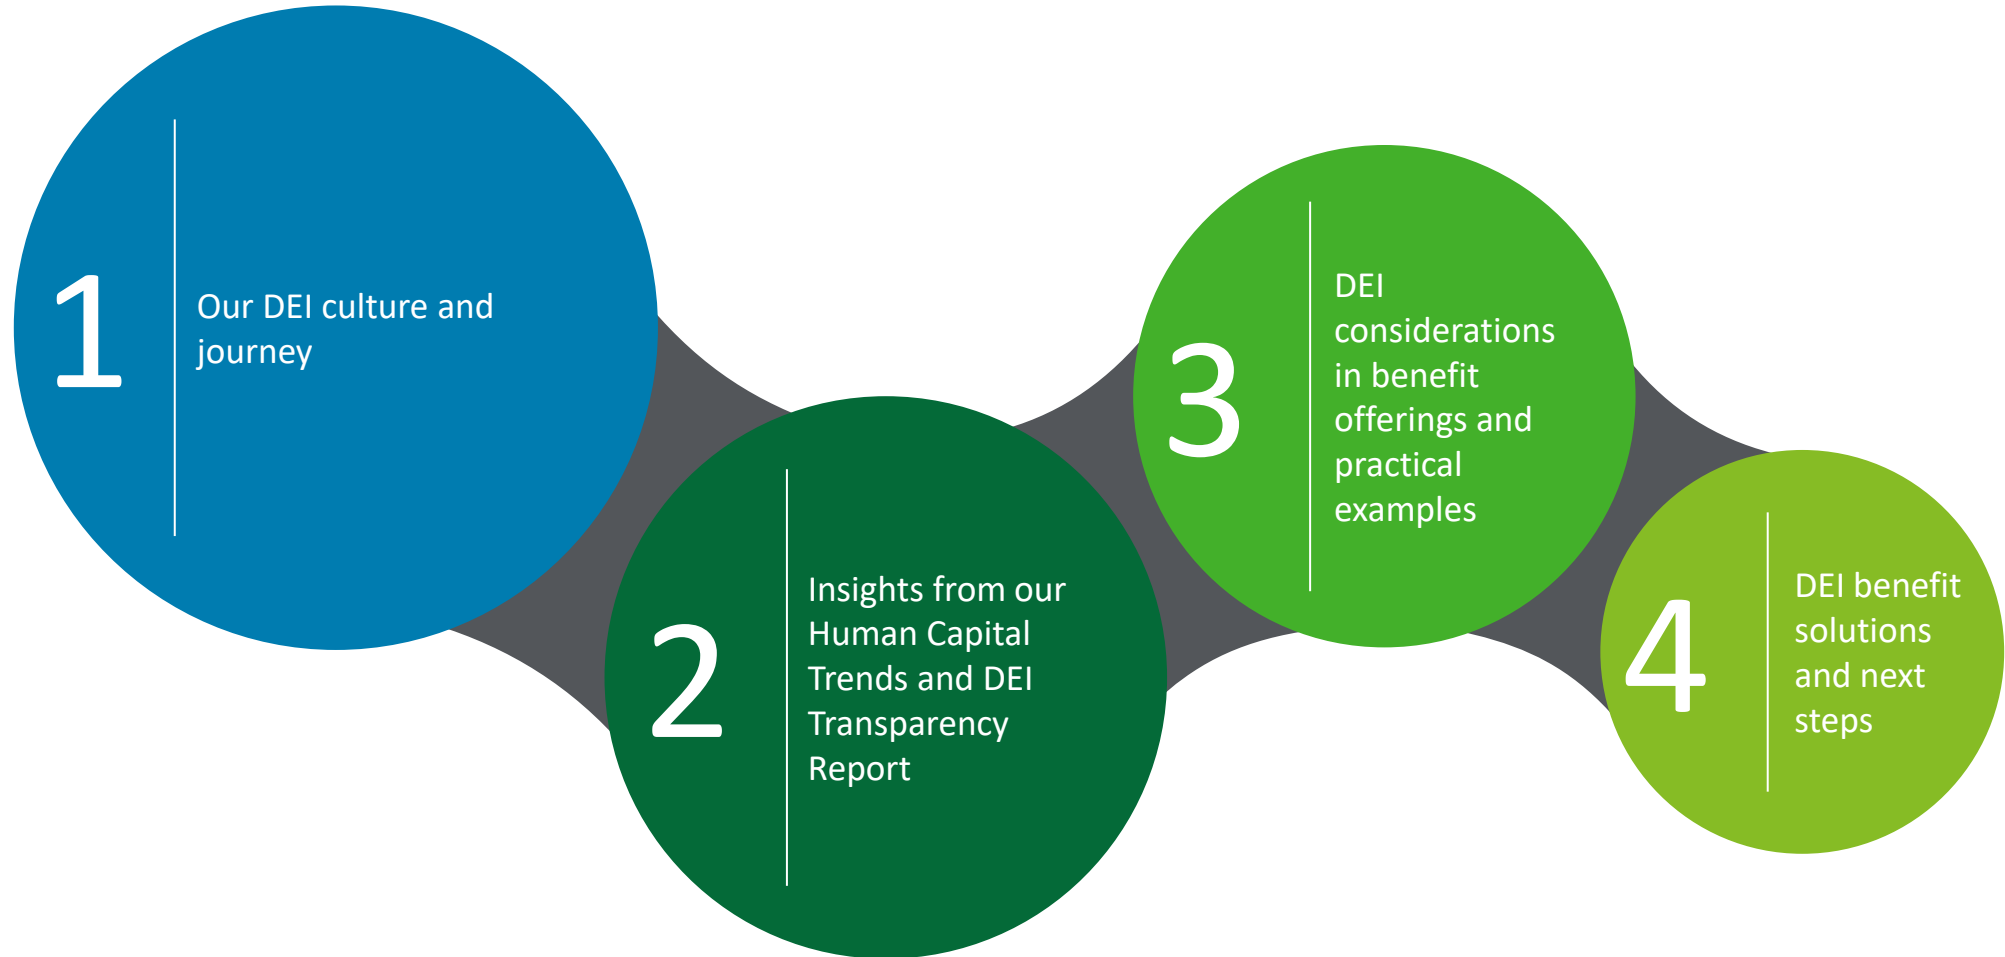 1
Our DEI culture and
journey
2
Insights from our
Human Capital
Trends and DEI
Transparency
Report
3
DEI
considerations
in benefit
offerings and
practical
examples
4
DEI benefit
solutions
and next
steps